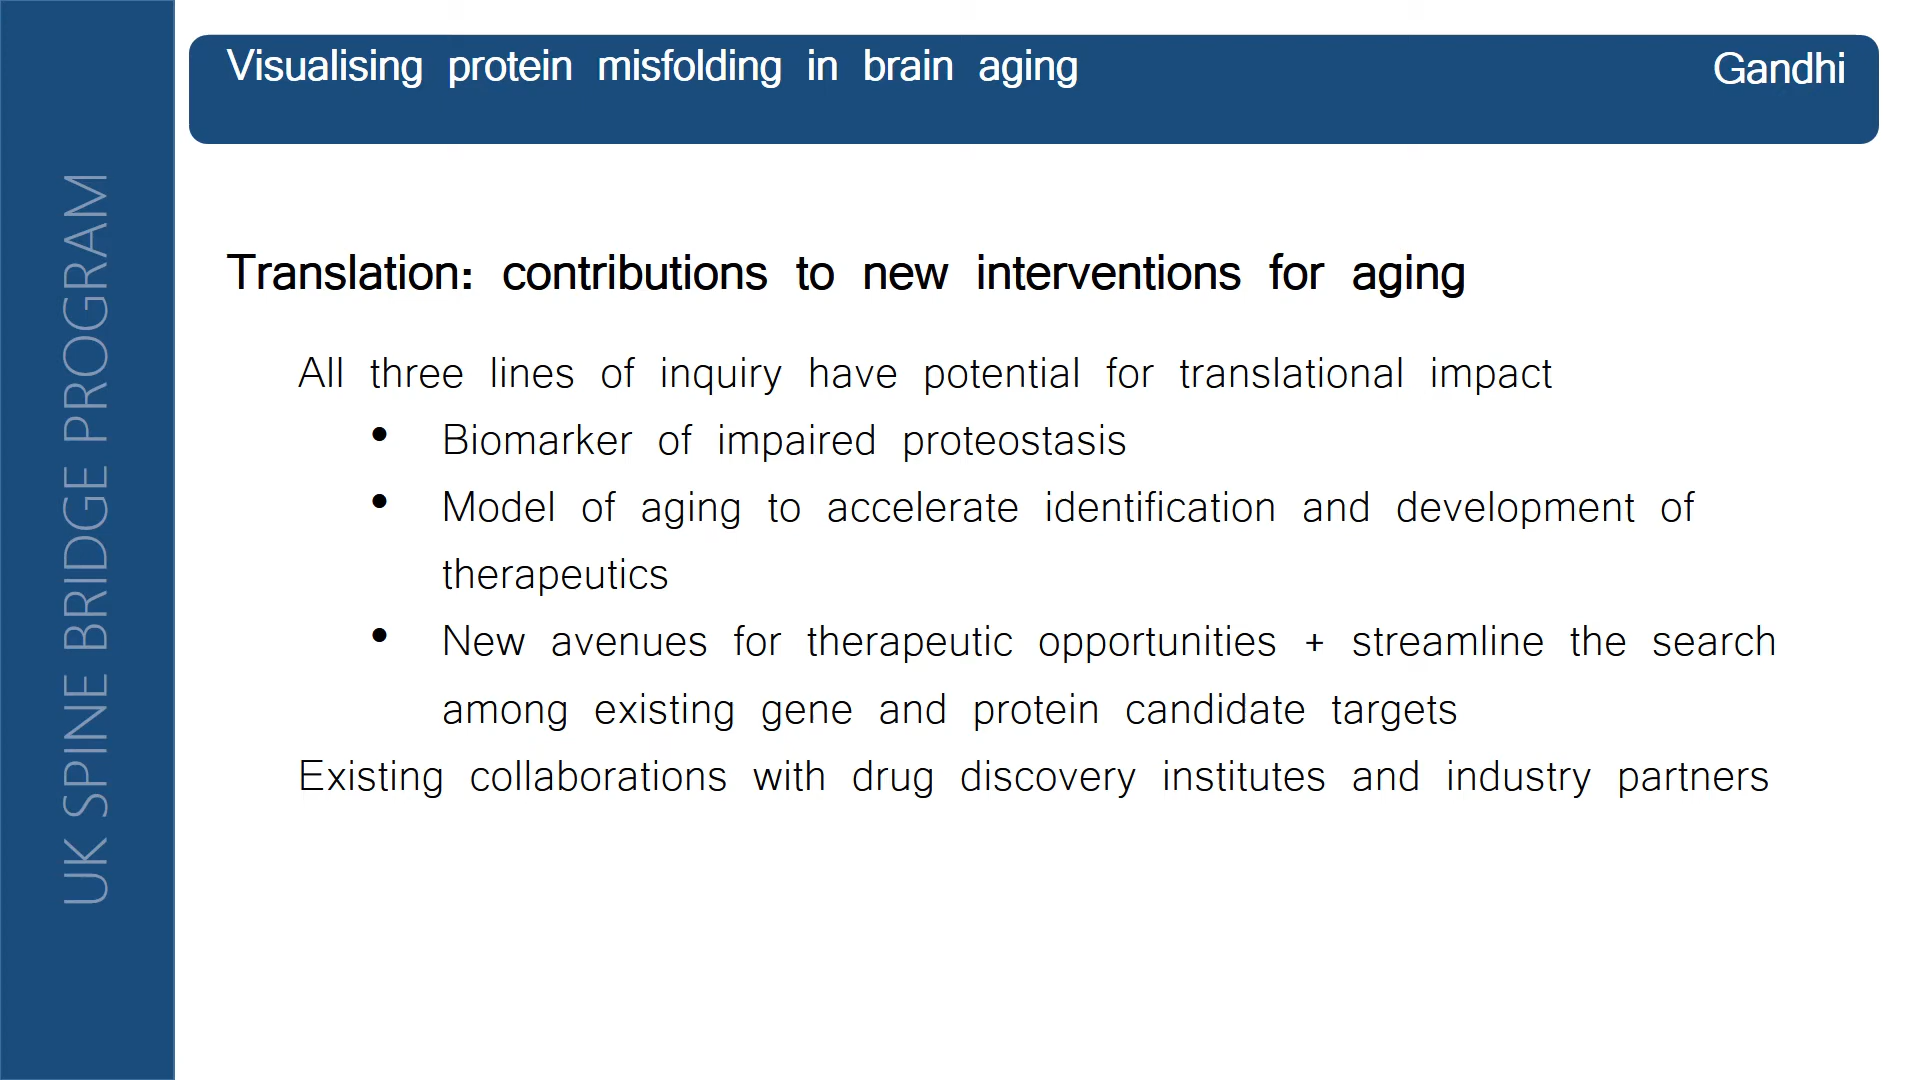 UK SPINE BRIDGE PROGRAM
Visualising protein misfolding in brain aging
Gandhi
Translation: contributions to new interventions for aging
All three lines of inquiry have potential for translational impact
• Biomarker of impaired proteostasis
• Model of aging to accelerate identification and development of
therapeutics
• New avenues for therapeutic opportunities + streamline the search
among existing gene and protein candidate targets
Existing collaborations with drug discovery institutes and industry partners